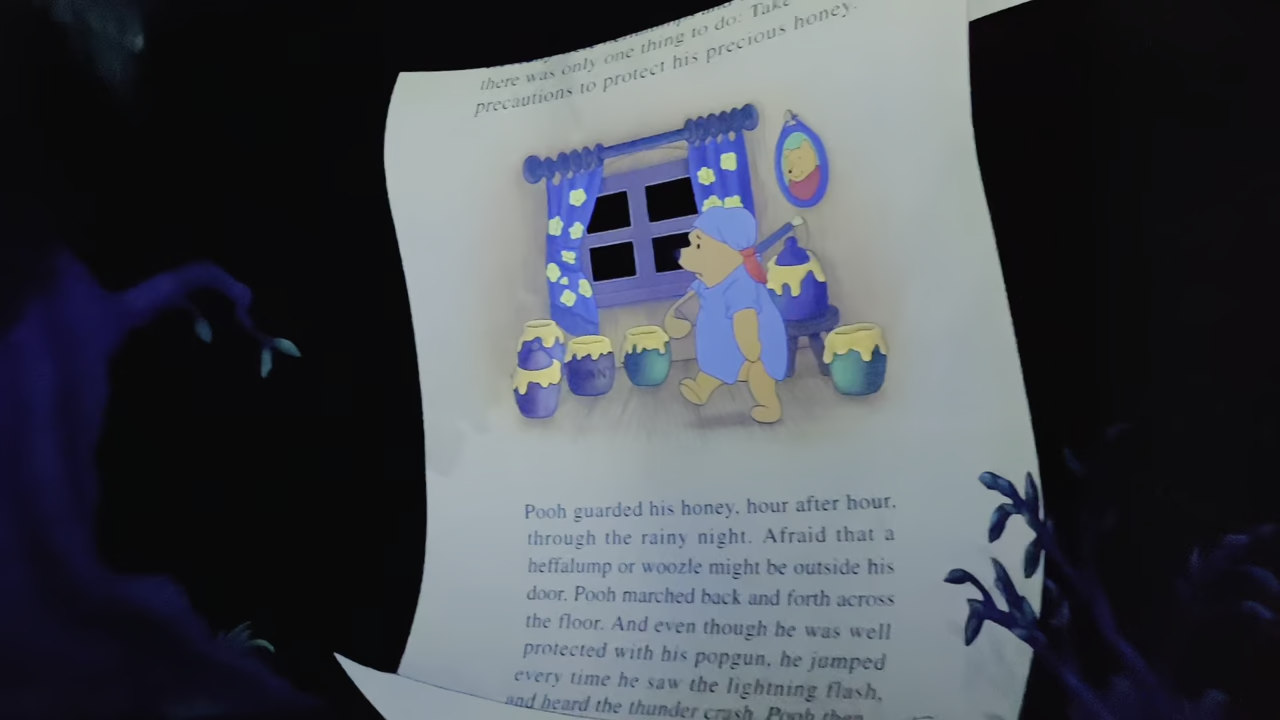 there was only one thing to do: Take
precautions to protect his precious honey.
Pooh guarded his honey, hour after hour,
through the rainy night. Afraid that a
heffalump or woozle might be outside his
door. Pooh marched back and forth across
the floor. And even though he was well
protected with his popgun, he jumped
every time he saw the lightning flash,
and heard the thunder crash. Pooh then